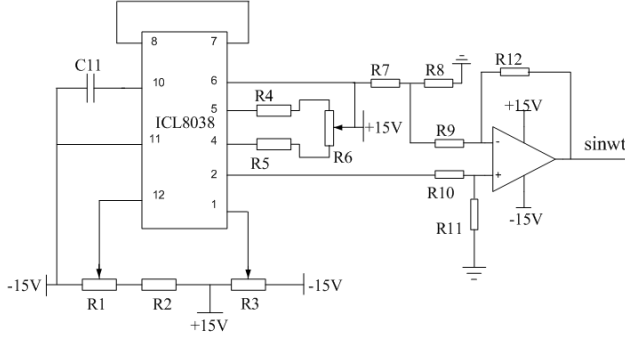 8 7
C11
10 6 R7 R8 R12
ICL8038 5 R4 +15V
11 4 R5 R6 +15V R9 - sinwt
12 2 R10 +
1 R11 -15V
-15V R1 R2 R3 -15V
+15V